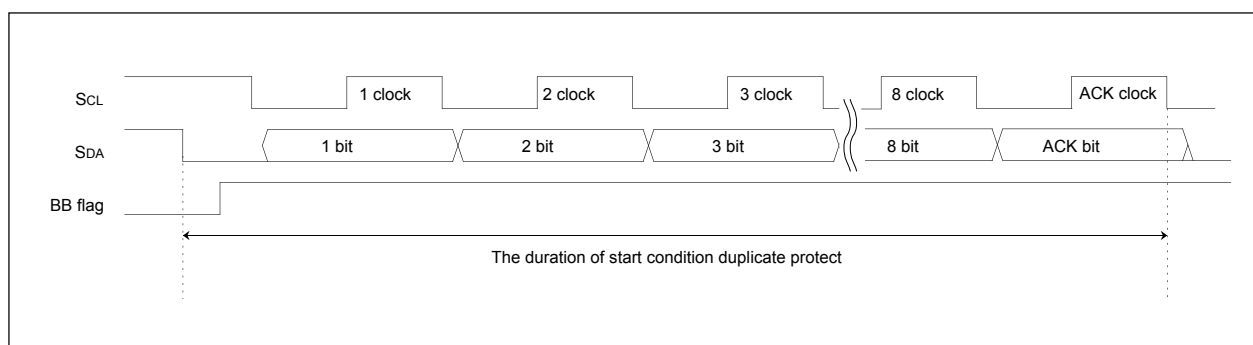 SCL
1 clock
2 clock
3 clock
8 clock
ACK clock
SDA
1 bit
2 bit
3 bit
8 bit
ACK bit
BB flag
The duration of start condition duplicate protect